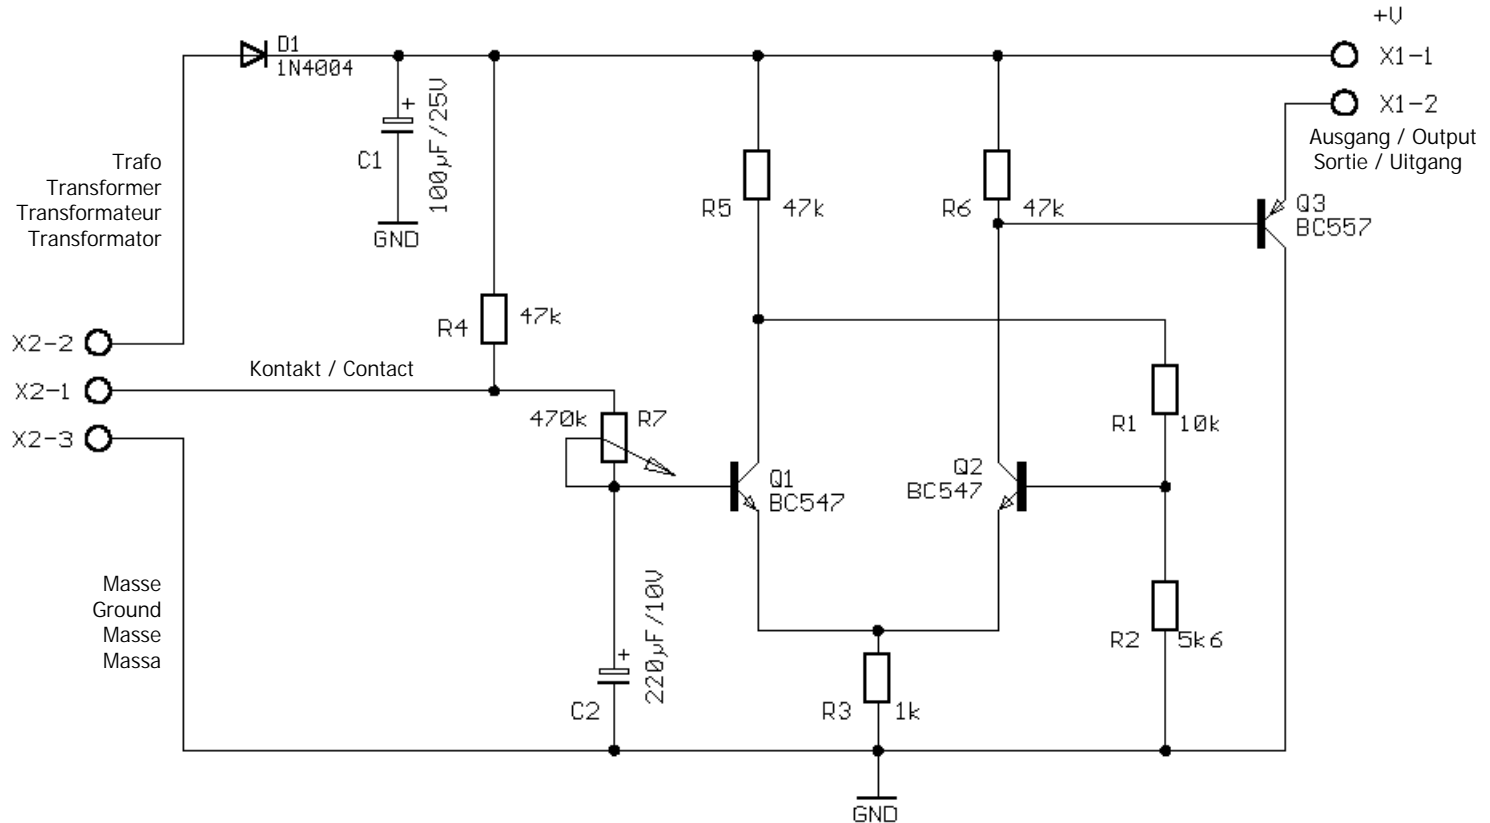 +U
X1-1
X1-2
Ausgang / Output
Sortie / Uitgang
D1
1N4004
+
C1
100µF/25V
GND
Trafo
Transformer
Transformateur
Transformator
R5
47k
R6
47k
Q3
BC557
R4
47k
X2-2
X2-1
X2-3
Kontakt / Contact
470k
R7
R1
10k
Q1
BC547
Q2
BC547
Masse
Ground
Masse
Massa
+
C2
220µF/10V
R3
1k
R2
5k6
GND